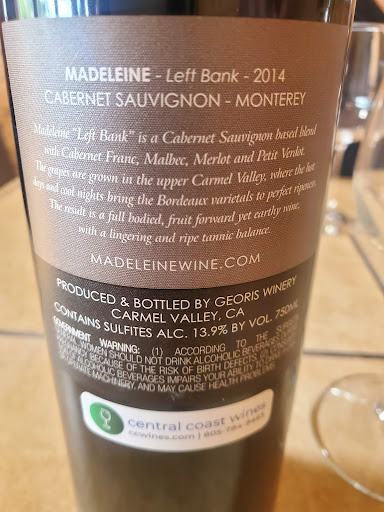 MADELEINE - Left Bank - 2014
CABERNET SAUVIGNON - MONTEREY
Madeleine “Left Bank” is a Cabernet Sauvignon based blend
with Cabernet Franc, Malbec, Merlot and Petit Verdot.
The grapes are grown in the upper Carmel Valley, where the hot
days and cool nights bring the Bordeaux varietals to perfect ripeness.
The result is a full bodied, fruit forward yet earthy wine,
with a lingering and ripe tannic balance.
MADELEINEWINE.COM
PRODUCED & BOTTLED BY GEORIS WINERY
CARMEL VALLEY, CA
CONTAINS SULFITES ALC. 13.9% BY VOL 750ML
GOVERNMENT WARNING: (1) ACCORDING TO THE
WOMEN SHOULD NOT DRINK ALCOHOLIC BEVERAGES
BECAUSE OF THE RISK OF BIRTH DEFECTS.
ALCOHOLIC BEVERAGES IMPAIRS YOUR ABILITY TO
MACHINERY, AND MAY CAUSE HEALTH PROBLEMS
central coast wines
ccwines.com |